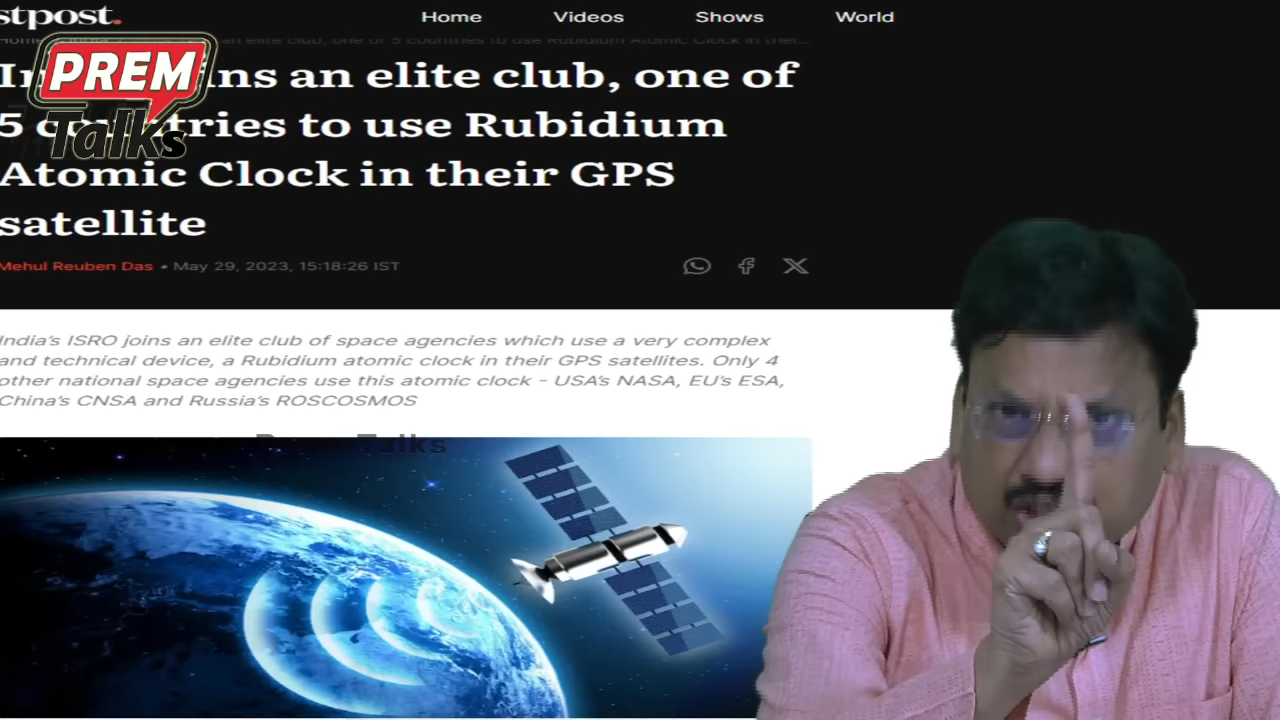 stpost.
Home Videos Shows World
PREM
Talks
In ins an elite club, one of
5 co tries to use Rubidium
Atomic Clock in their GPS
satellite
Mehul Reuben Das • May 29, 2023, 15:18:26 IST
India's ISRO joins an elite club of space agencies which use a very complex
and technical device, a Rubidium atomic clock in their GPS satellites. Only 4
other national space agencies use this atomic clock - USA's NASA, EU's ESA,
China's CNSA and Russia's ROSCOSMOS
Talks